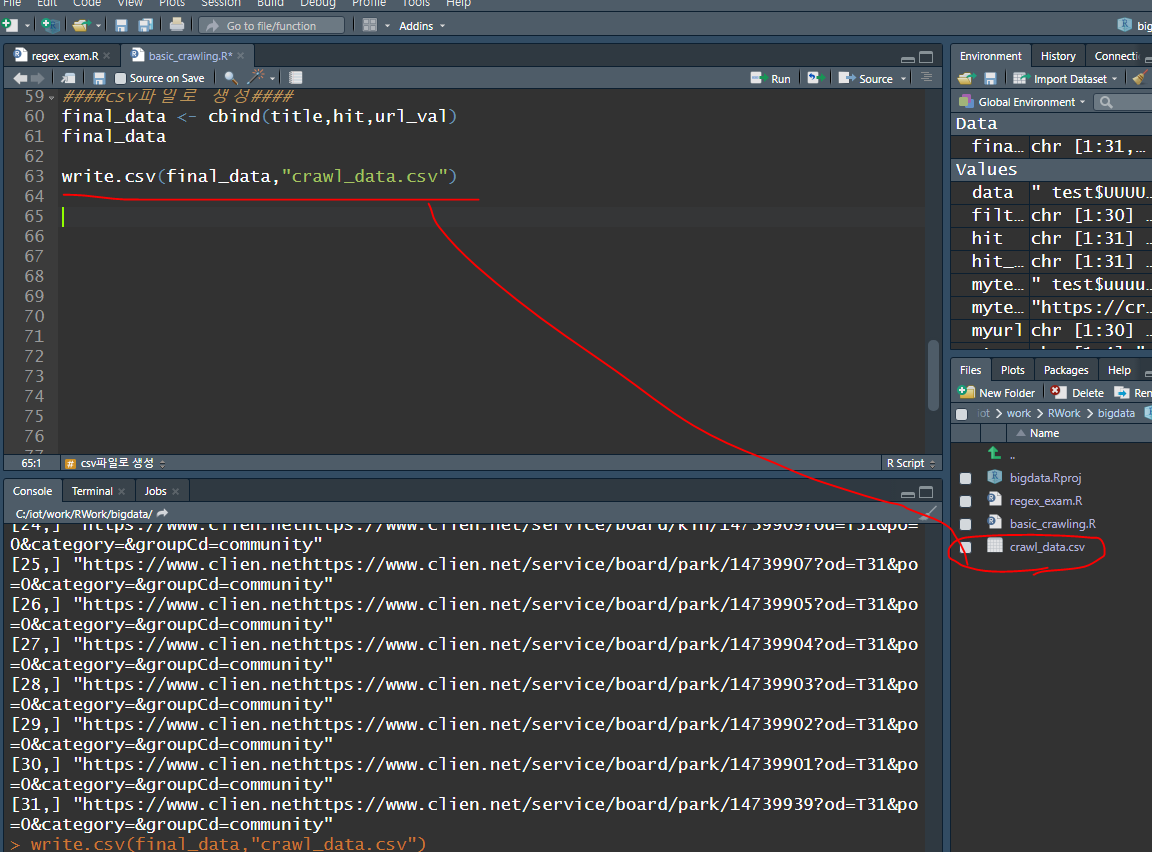 File Edit Code View Plots Session Build Debug Profile Tools Help
Go to file/function Addins
regex_exam.R basic_crawling.R*
Source on Save Run Source
59 ####csv파일로 생성####
60 final_data <- cbind(title,hit,url_val)
61 final_data
62
63 write.csv(final_data,"crawl_data.csv")
64
65
66
67
68
69
70
71
72
73
74
75
76
77
65:1 # csv파일로 생성 R Script
Console Terminal Jobs
C:/iot/work/RWork/bigdata/
[24,] "https://www.clien.nethttps://www.clien.net/service/board/kin/14739909?od=T31&po=
0&category=&groupCd=community"
[25,] "https://www.clien.nethttps://www.clien.net/service/board/park/14739907?od=T31&po
=0&category=&groupCd=community"
[26,] "https://www.clien.nethttps://www.clien.net/service/board/park/14739905?od=T31&po
=0&category=&groupCd=community"
[27,] "https://www.clien.nethttps://www.clien.net/service/board/park/14739904?od=T31&po
=0&category=&groupCd=community"
[28,] "https://www.clien.nethttps://www.clien.net/service/board/park/14739903?od=T31&po
=0&category=&groupCd=community"
[29,] "https://www.clien.nethttps://www.clien.net/service/board/park/14739902?od=T31&po
=0&category=&groupCd=community"
[30,] "https://www.clien.nethttps://www.clien.net/service/board/park/14739901?od=T31&po
=0&category=&groupCd=community"
[31,] "https://www.clien.nethttps://www.clien.net/service/board/park/14739939?od=T31&po
=0&category=&groupCd=community"
> write.csv(final_data,"crawl_data.csv")
big
Environment History Connecti
Import Dataset
Global Environment
Data
fina… chr [1:31,…
Values
data " test$UUUU…
filt… chr [1:30] …
hit chr [1:31] …
hit_… chr [1:31] …
myte… " test$uuuu…
myte… "https://cr…
myurl chr [1:30] …
Files Plots Packages Help
New Folder Delete Ren
iot > work > RWork > bigdata
Name
..
bigdata.Rproj
regex_exam.R
basic_crawling.R
crawl_data.csv